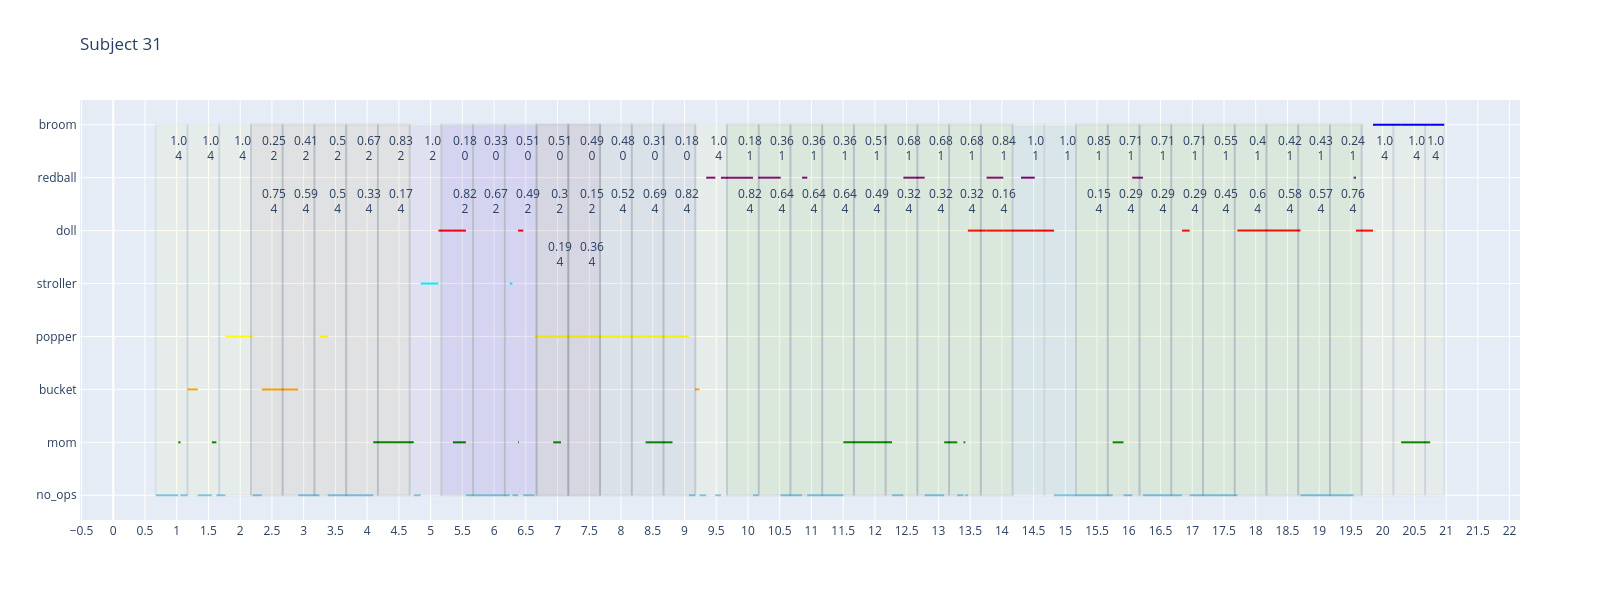 Subject 31
broom
1.0 1.0 1.0 0.25 0.41 0.5 0.67 0.83 1.0 0.18 0.33 0.51 0.51 0.49 0.48 0.31 0.18 1.0 0.18 0.36 0.36 0.36 0.51 0.68 0.68 0.68 0.84 1.0 1.0 0.85 0.71 0.71 0.71 0.55 0.4 0.42 0.43 0.24 1.0 1.0 1.0
4 4 4 2 2 2 2 2 2 0 0 0 0 0 0 0 0 4 1 1 1 1 1 1 1 1 1 1 1 1 1 1 1 1 1 1 1 1 4 4 4
redball
0.75 0.59 0.5 0.33 0.17 0.82 0.67 0.49 0.3 0.15 0.52 0.69 0.82 0.82 0.64 0.64 0.64 0.49 0.32 0.32 0.32 0.16 0.15 0.29 0.29 0.29 0.45 0.6 0.58 0.57 0.76
4 4 4 4 4 2 2 2 2 2 4 4 4 4 4 4 4 4 4 4 4 4 4 4 4 4 4 4 4 4 4
doll
0.19 0.36
4 4
stroller
popper
bucket
mom
no_ops
−0.5 0 0.5 1 1.5 2 2.5 3 3.5 4 4.5 5 5.5 6 6.5 7 7.5 8 8.5 9 9.5 10 10.5 11 11.5 12 12.5 13 13.5 14 14.5 15 15.5 16 16.5 17 17.5 18 18.5 19 19.5 20 20.5 21 21.5 22